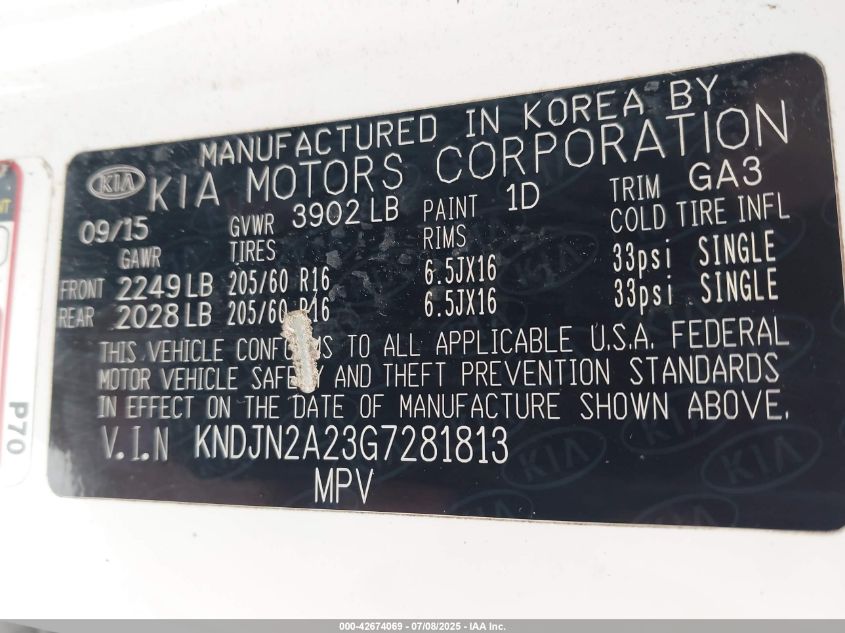 MANUFACTURED IN KOREA BY
KIA KIA MOTORS CORPORATION
09/15 GVWR 3902 LB PAINT 1D TRIM GA3
GAWR TIRES RIMS COLD TIRE INFL
FRONT 2249 LB 205/60 R16 6.5JX16 33psi SINGLE
REAR 2028 LB 205/60 R16 6.5JX16 33psi SINGLE
THIS VEHICLE CONFORMS TO ALL APPLICABLE U.S.A. FEDERAL
MOTOR VEHICLE SAFETY AND THEFT PREVENTION STANDARDS
IN EFFECT ON THE DATE OF MANUFACTURE SHOWN ABOVE.
V.I.N KNDJN2A23G7281813
MPV
P70
000-42674069 - 07/08/2025 - IAA Inc.